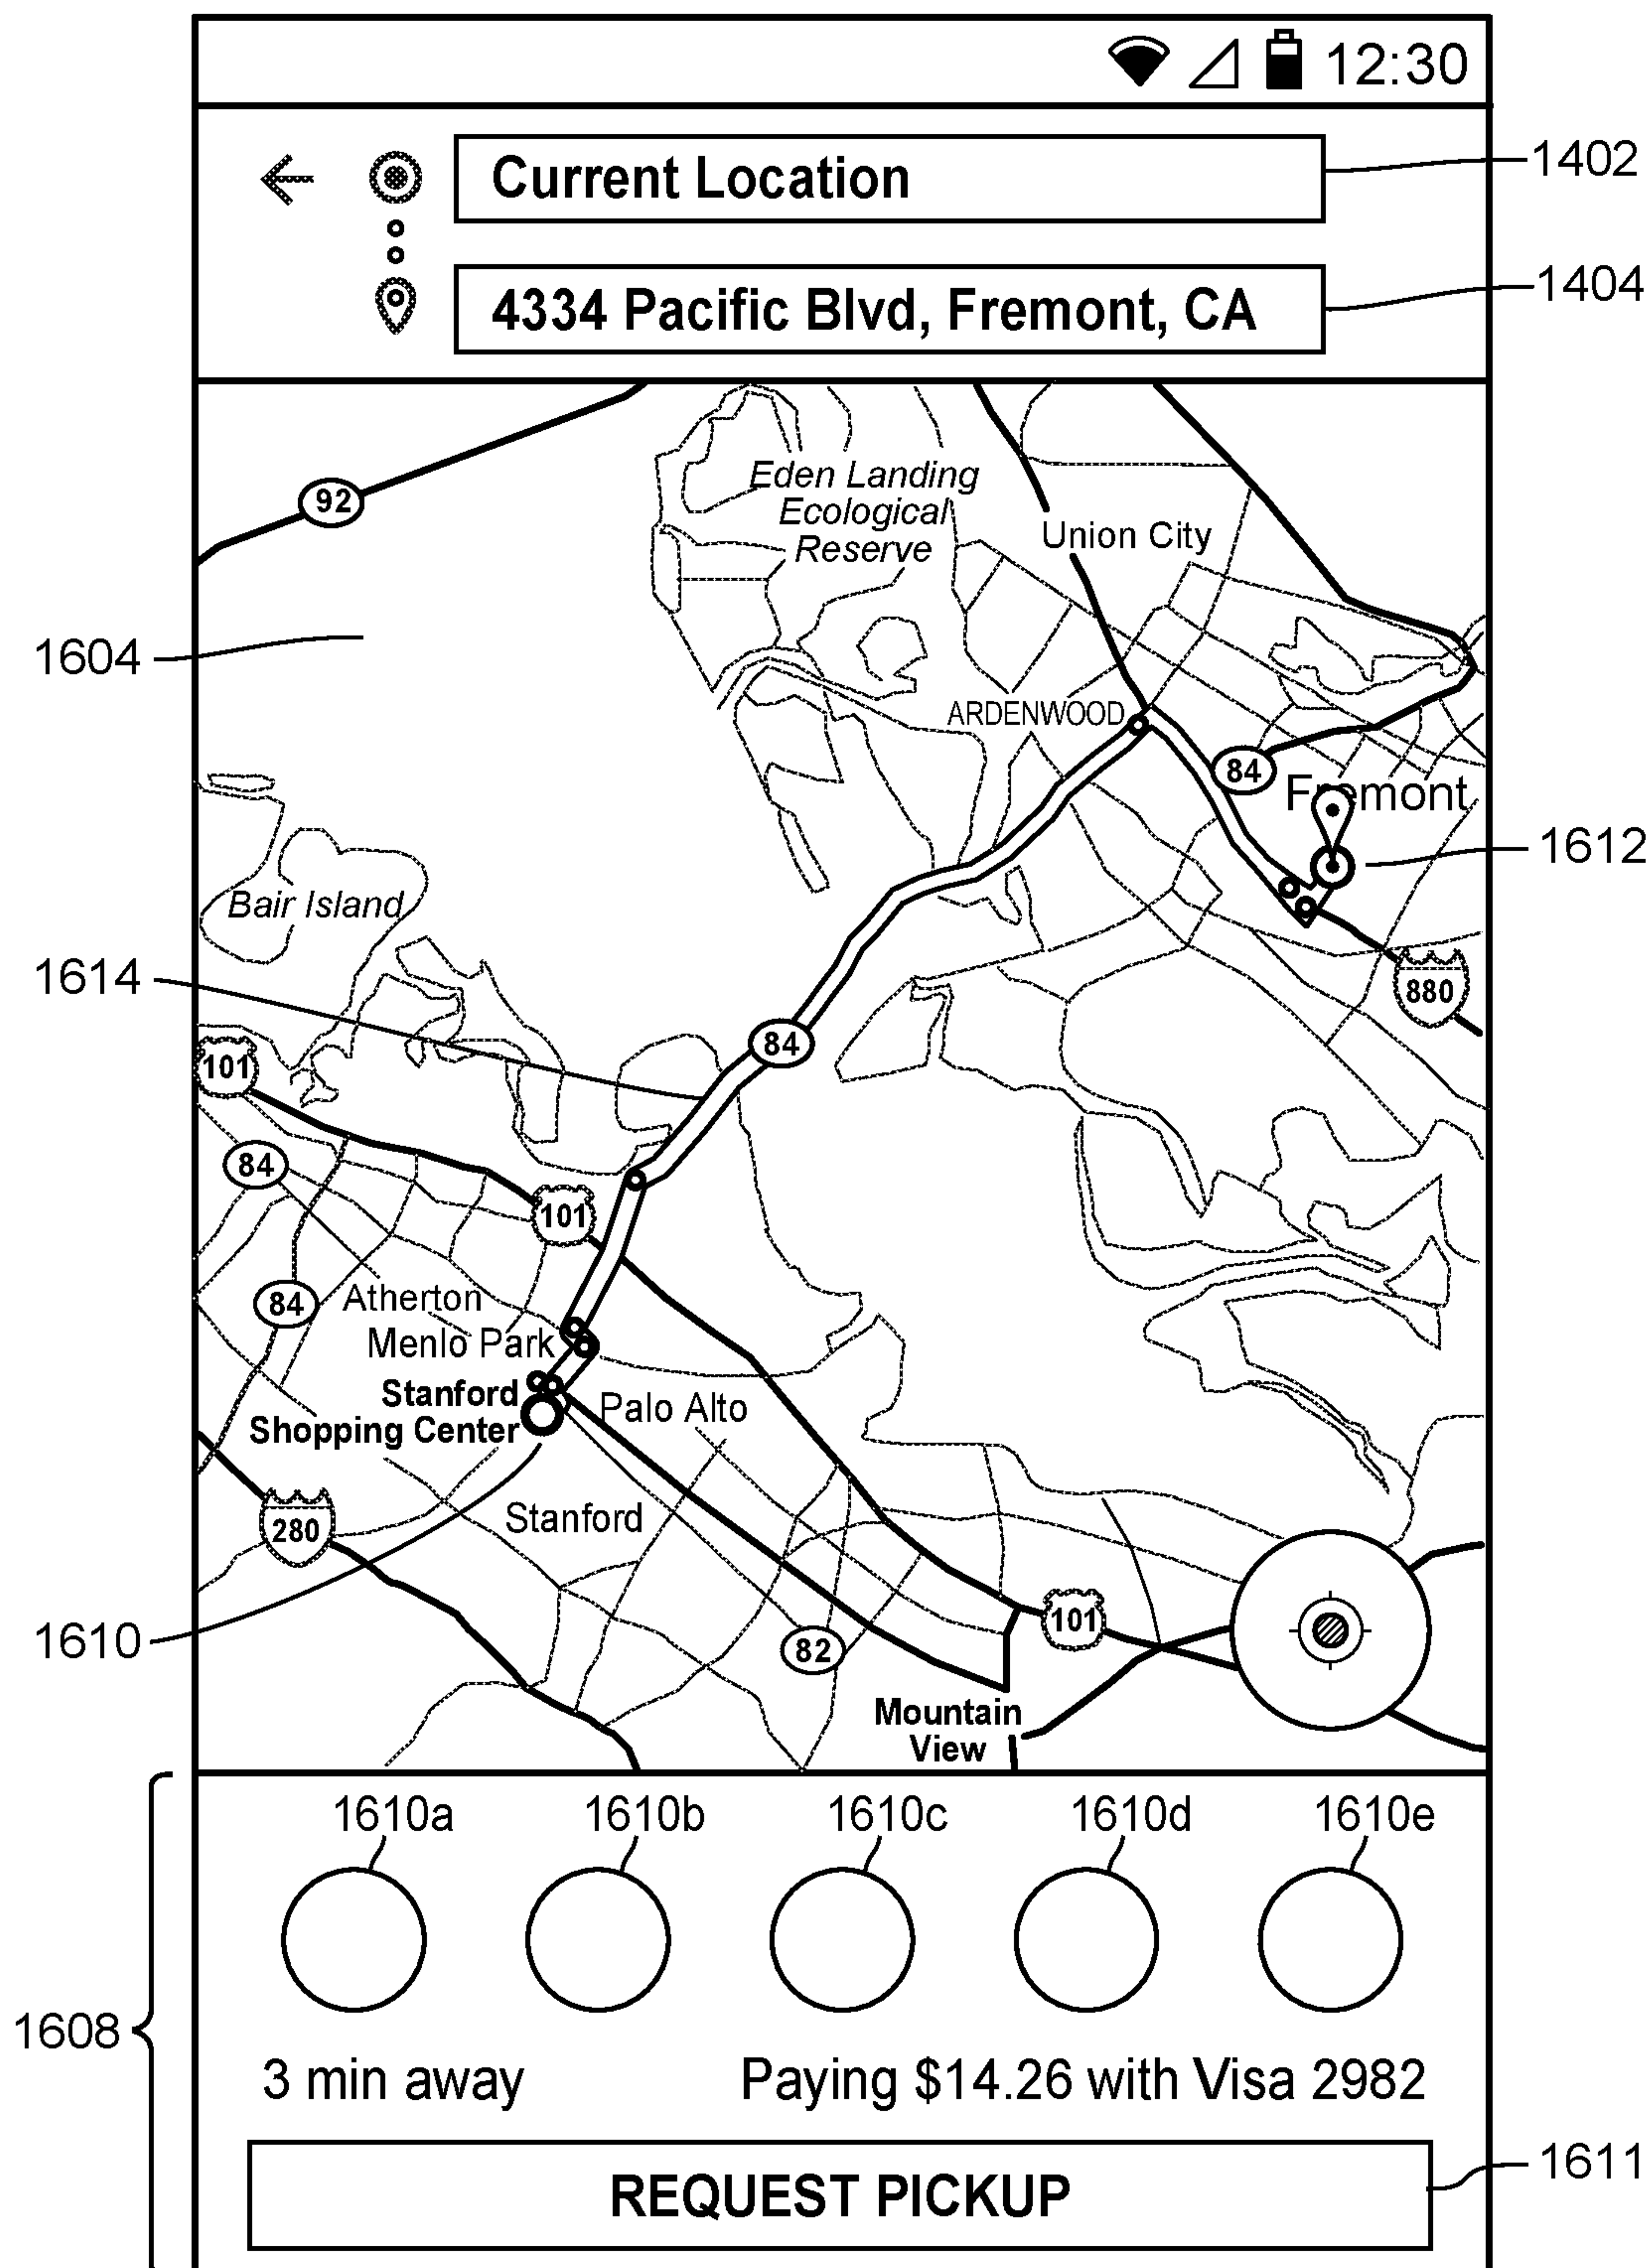 12:30
Current Location
1402
4334 Pacific Blvd, Fremont, CA
1404
92
Eden Landing
Ecological
Reserve
Union City
1604
ARDENWOOD
84
Fremont
1612
Bair Island
880
1614
84
101
84
101
84
Atherton
Menlo Park
Stanford
Shopping Center
Palo Alto
280
Stanford
101
1610
82
Mountain
View
1610a 1610b 1610c 1610d 1610e
1608
3 min away Paying $14.26 with Visa 2982
REQUEST PICKUP
1611